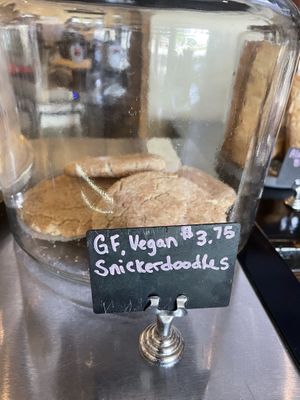 GF, Vegan $3.75
Snickerdoodles